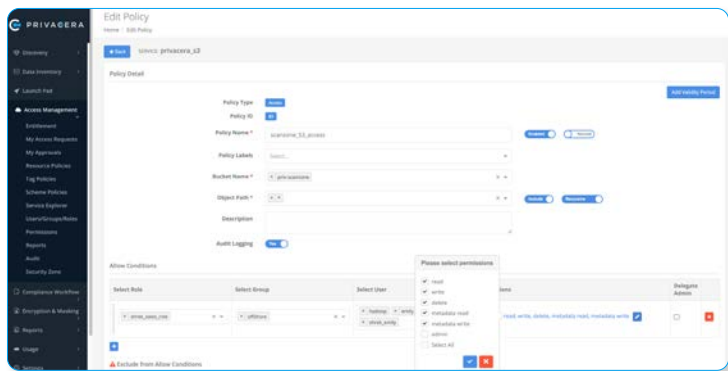 Edit Policy
Home / Edit Policy
PRIVACERA
Back
SERVICE: privacera_s3
Discovery
Data Inventory
Launch Pad
Access Management
Entitlement
My Access Requests
My Approvals
Resource Policies
Tag Policies
Scheme Policies
Service Explorer
Users/Groups/Roles
Permissions
Reports
Audit
Security Zone
Compliance Workflow
Encryption & Masking
Reports
Usage
Settings
Policy Detail
Add Validity Period
Policy Type
Access
Policy ID
Policy Name *
Enabled
Normal
Policy Labels
Select...
Bucket Name *
Object Path *
Include
Recursive
Description
Audit Logging
Yes
Allow Conditions
Please select permissions
read
write
delete
metadata read
metadata write
admin
Select All
Select Role
Select Group
Select User
Delegate Admin
hadoop
emily
read, write, delete, metadata read, metadata write
Exclude from Allow Conditions